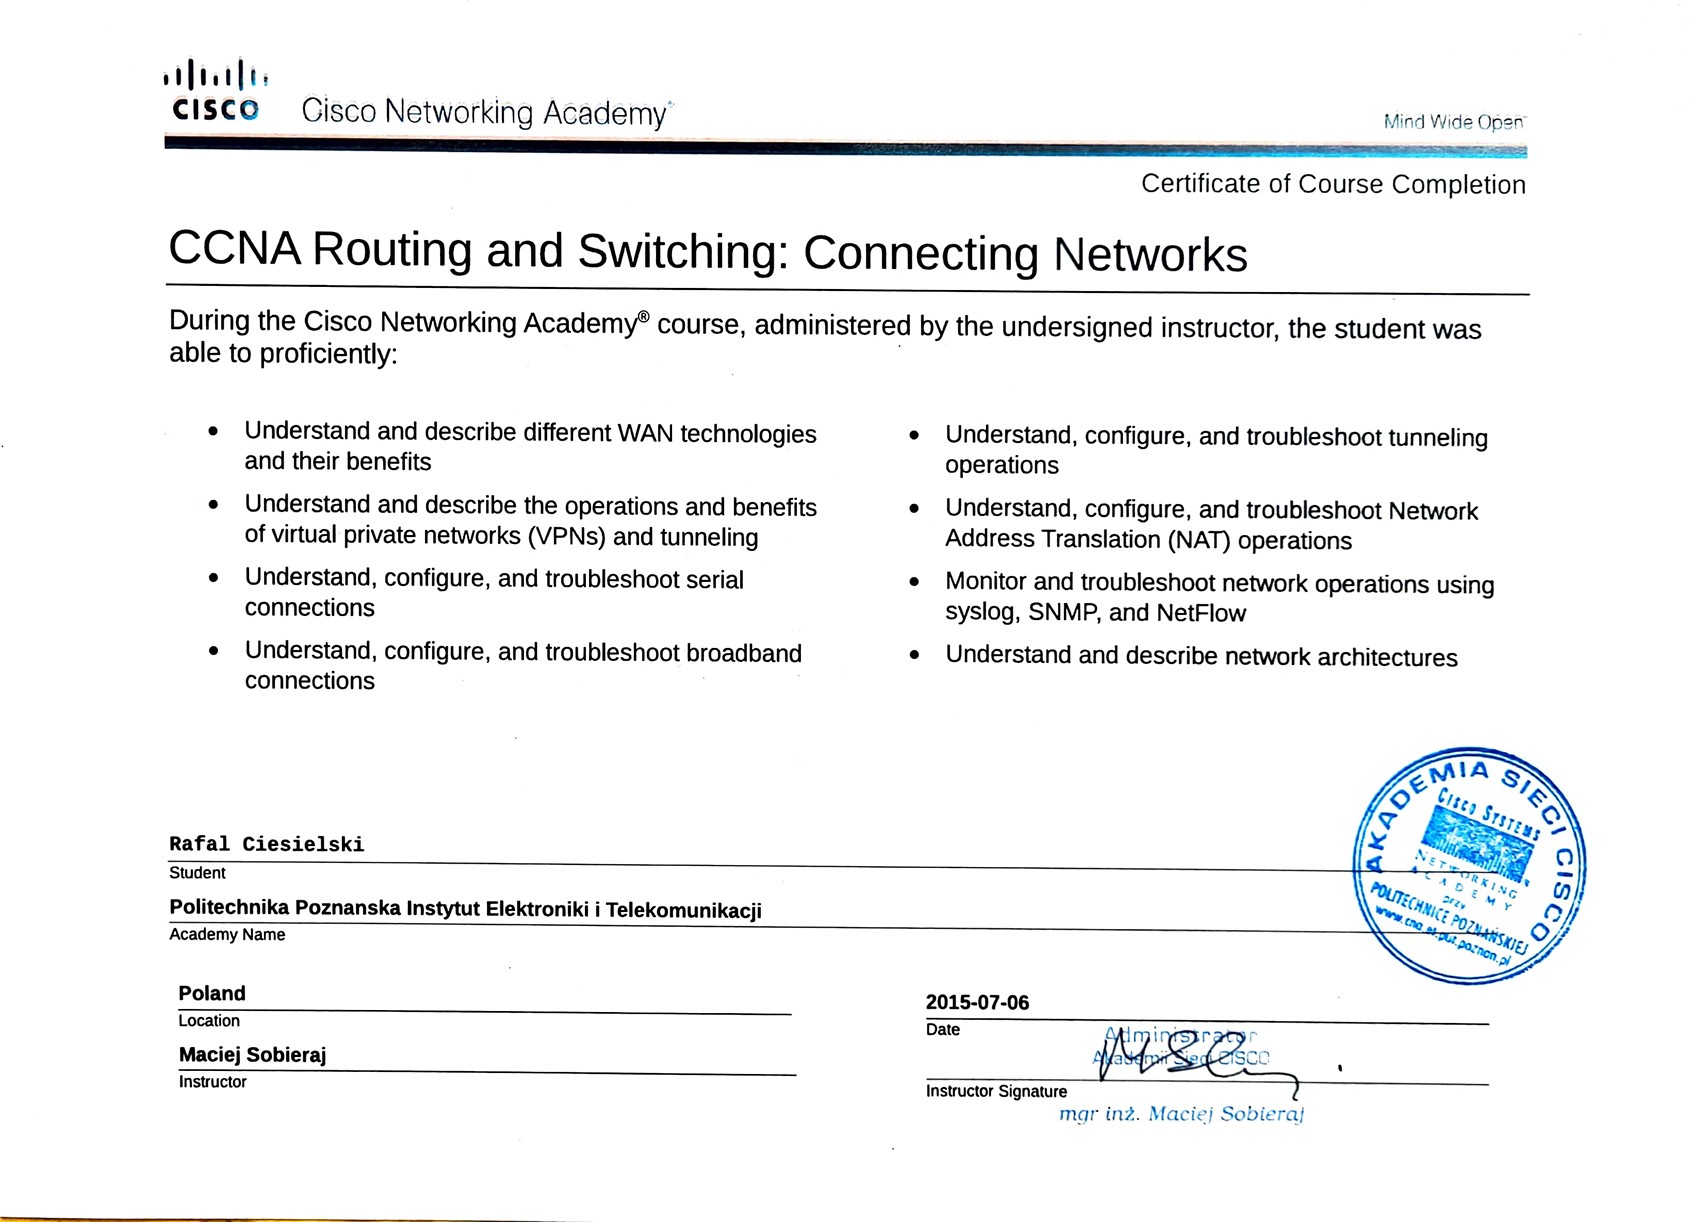 CISCO
Cisco Networking Academy
Mind Wide Open™
Certificate of Course Completion
CCNA Routing and Switching: Connecting Networks
During the Cisco Networking Academy® course, administered by the undersigned instructor, the student was
able to proficiently:
• Understand and describe different WAN technologies
and their benefits
• Understand and describe the operations and benefits
of virtual private networks (VPNs) and tunneling
• Understand, configure, and troubleshoot serial
connections
• Understand, configure, and troubleshoot broadband
connections
• Understand, configure, and troubleshoot tunneling
operations
• Understand, configure, and troubleshoot Network
Address Translation (NAT) operations
• Monitor and troubleshoot network operations using
syslog, SNMP, and NetFlow
• Understand and describe network architectures
AKADEMIA SIECI CISCO
CISCO SYSTEMS
NETWORKING
ACADEMY
przy
POLITECHNICE POZNAŃSKIEJ
www.cna.et.put.poznan.pl
Rafal Ciesielski
Student
Politechnika Poznanska Instytut Elektroniki i Telekomunikacji
Academy Name
Poland
Location
2015-07-06
Date
Maciej Sobieraj
Instructor
Administrator
Akademii Sieci CISCO
Instructor Signature
mgr inż. Maciej Sobieraj